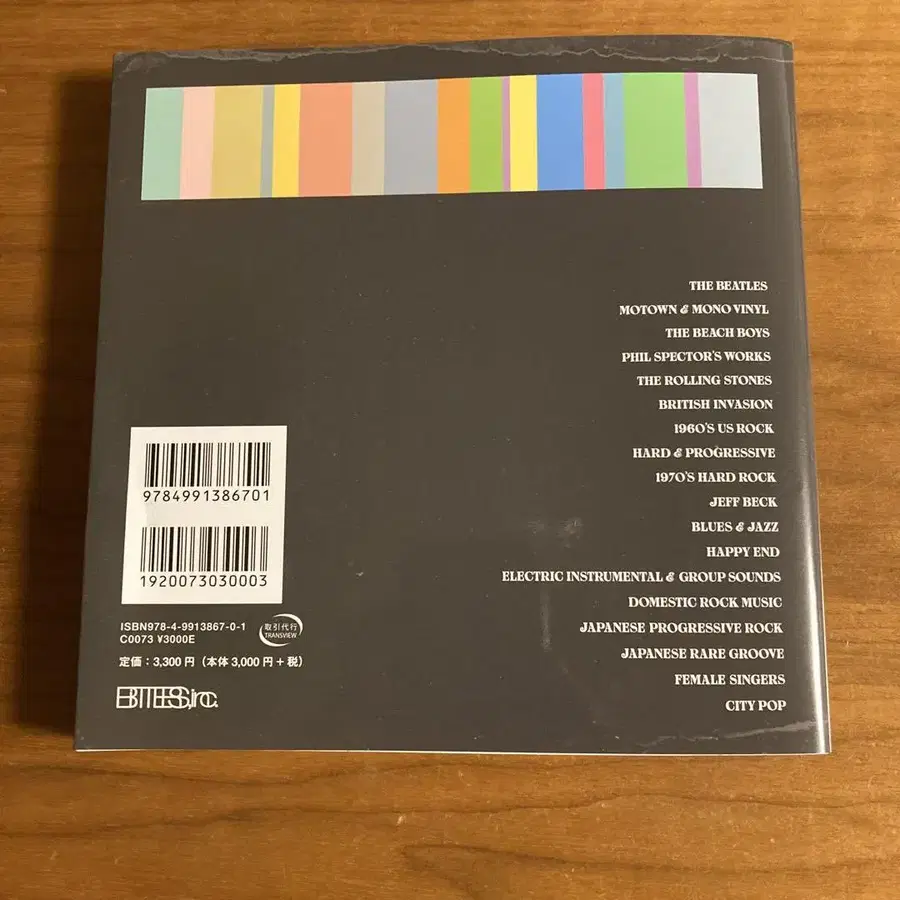 THE BEATLES
MOTOWN & MONO VINYL
THE BEACH BOYS
PHIL SPECTOR'S WORKS
THE ROLLING STONES
BRITISH INVASION
1960'S US ROCK
HARD & PROGRESSIVE
1970'S HARD ROCK
JEFF BECK
BLUES & JAZZ
HAPPY END
ELECTRIC INSTRUMENTAL & GROUP SOUNDS
DOMESTIC ROCK MUSIC
JAPANESE PROGRESSIVE ROCK
JAPANESE RARE GROOVE
FEMALE SINGERS
CITY POP
9784991386701
1920073030003
ISBN978-4-9913867-0-1
C0073 ¥3000E
取引代行
TRANSVIEW
定価：3,300円（本体3,000円＋税）
BITES,inc.